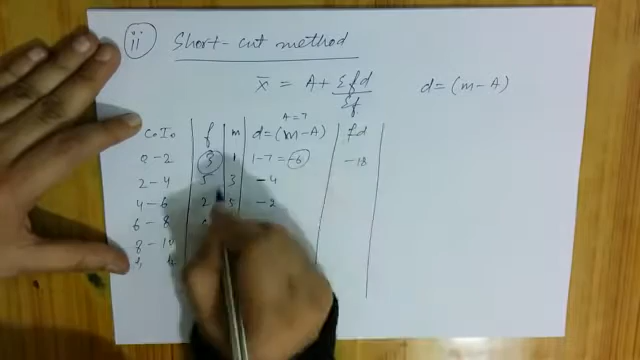 ii Short-cut method
x̄ = A + Σfd / Σf d = (m - A)
A = 7
C.I. f m d = (m - A) fd
0 - 2 3 1 1 - 7 = -6 -18
2 - 4 5 3 -4
4 - 6 2 5 -2
6 - 8
8 - 10